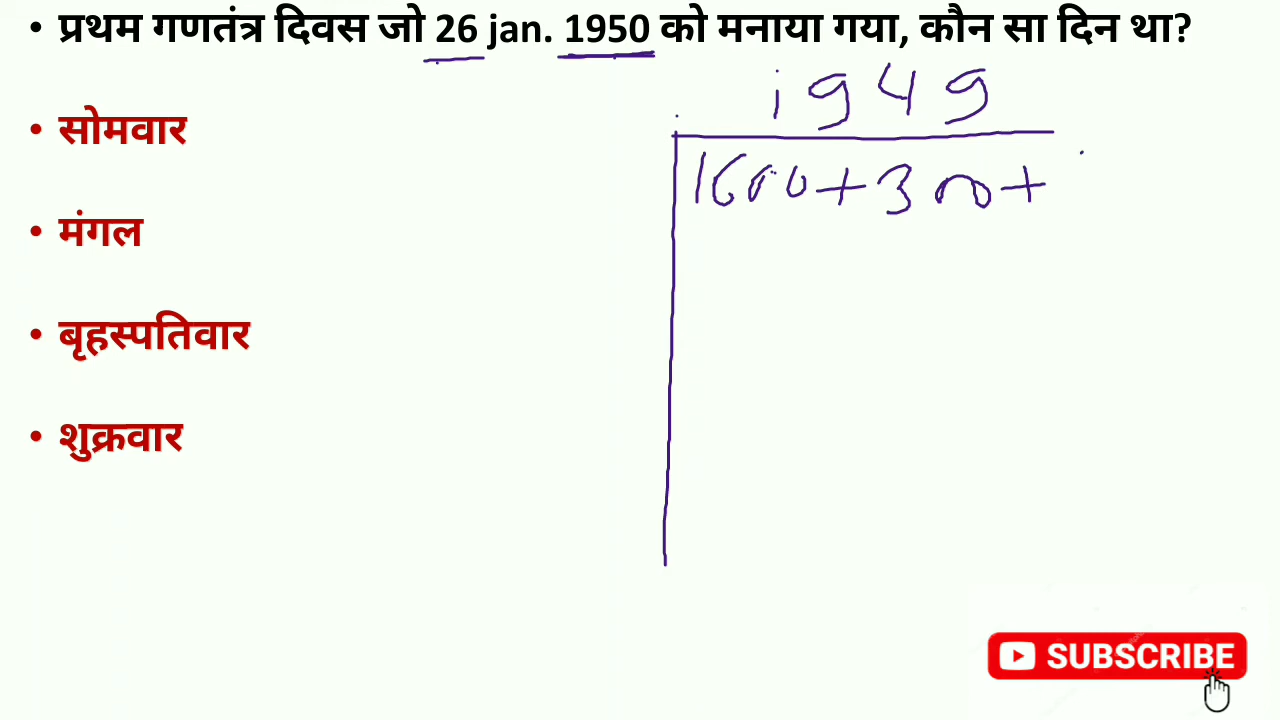 • प्रथम गणतंत्र दिवस जो 26 jan. 1950 को मनाया गया, कौन सा दिन था?
1949
• सोमवार
1600+300+
• मंगल
• बृहस्पतिवार
• शुक्रवार
SUBSCRIBE